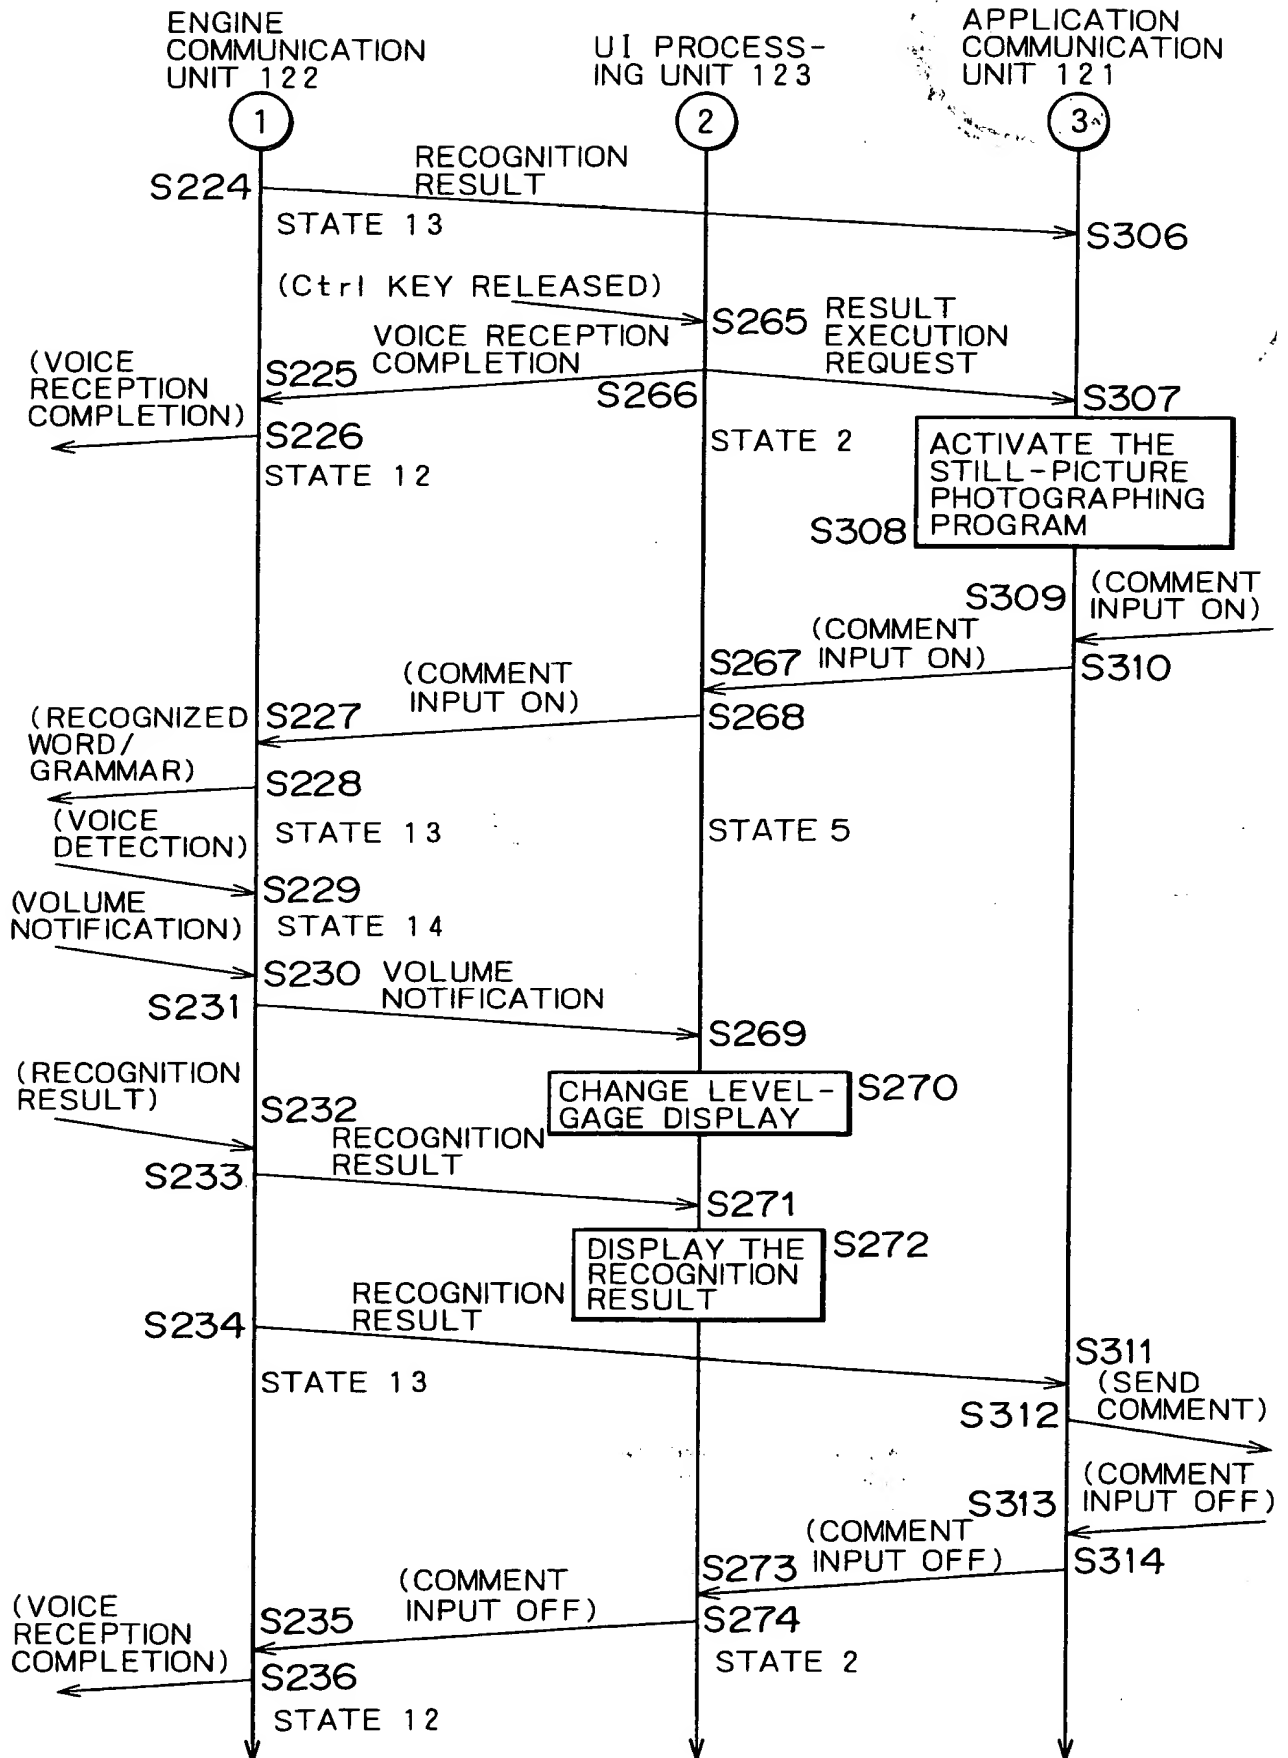 ENGINE
COMMUNICATION
UNIT 122
UI PROCESS-
ING UNIT 123
APPLICATION
COMMUNICATION
UNIT 121
1
2
3
RECOGNITION
RESULT
S224
STATE 13
S306
(Ctrl KEY RELEASED)
S265
RESULT
EXECUTION
REQUEST
VOICE RECEPTION
COMPLETION
(VOICE
RECEPTION
COMPLETION)
S225
S266
S307
S226
STATE 12
STATE 2
ACTIVATE THE
STILL-PICTURE
PHOTOGRAPHING
PROGRAM
S308
S309
(COMMENT
INPUT ON)
(COMMENT
INPUT ON)
S267
S310
(COMMENT
INPUT ON)
S268
(RECOGNIZED
WORD/
GRAMMAR)
S227
S228
(VOICE
DETECTION)
STATE 13
STATE 5
S229
(VOLUME
NOTIFICATION)
STATE 14
S230
VOLUME
NOTIFICATION
S231
S269
(RECOGNITION
RESULT)
CHANGE LEVEL-
GAGE DISPLAY
S270
S232
RECOGNITION
RESULT
S233
S271
DISPLAY THE
RECOGNITION
RESULT
S272
RECOGNITION
RESULT
S234
S311
STATE 13
(SEND
COMMENT)
S312
(COMMENT
INPUT OFF)
S313
(COMMENT
INPUT OFF)
S273
S314
(COMMENT
INPUT OFF)
S274
(VOICE
RECEPTION
COMPLETION)
S235
STATE 2
S236
STATE 12